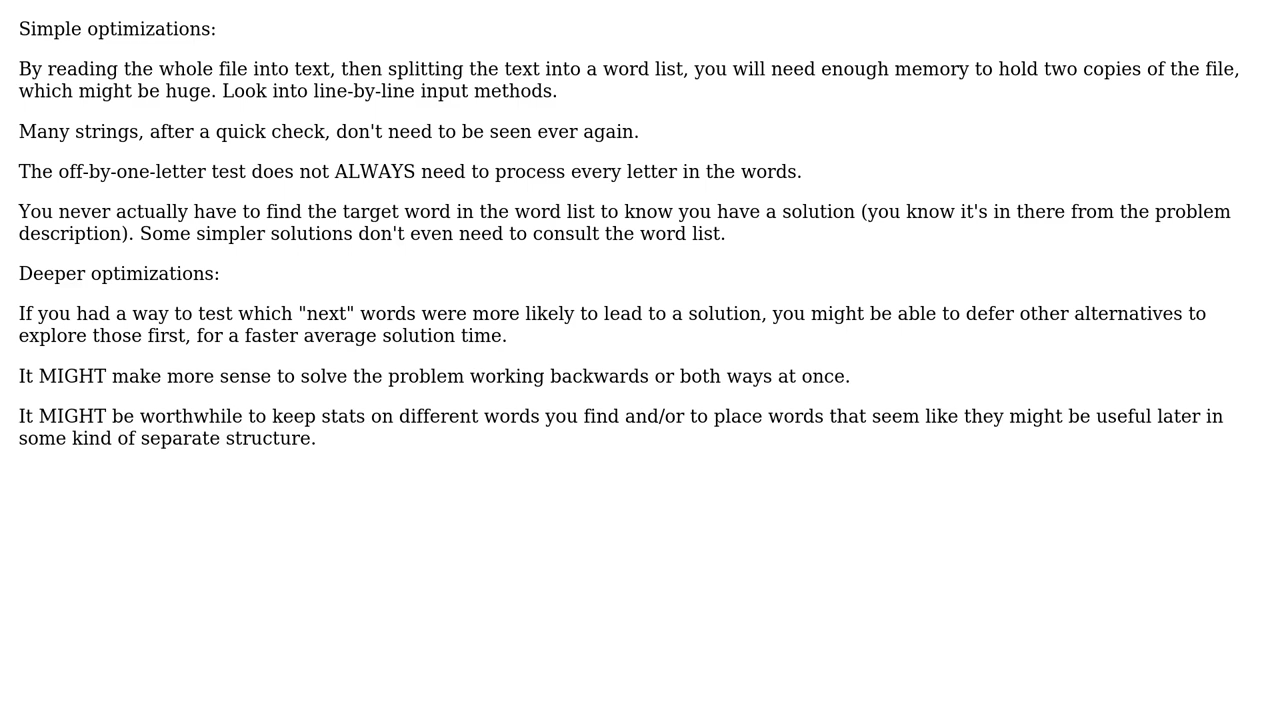 Simple optimizations:
By reading the whole file into text, then splitting the text into a word list, you will need enough memory to hold two copies of the file,
which might be huge. Look into line-by-line input methods.
Many strings, after a quick check, don't need to be seen ever again.
The off-by-one-letter test does not ALWAYS need to process every letter in the words.
You never actually have to find the target word in the word list to know you have a solution (you know it's in there from the problem
description). Some simpler solutions don't even need to consult the word list.
Deeper optimizations:
If you had a way to test which "next" words were more likely to lead to a solution, you might be able to defer other alternatives to
explore those first, for a faster average solution time.
It MIGHT make more sense to solve the problem working backwards or both ways at once.
It MIGHT be worthwhile to keep stats on different words you find and/or to place words that seem like they might be useful later in
some kind of separate structure.